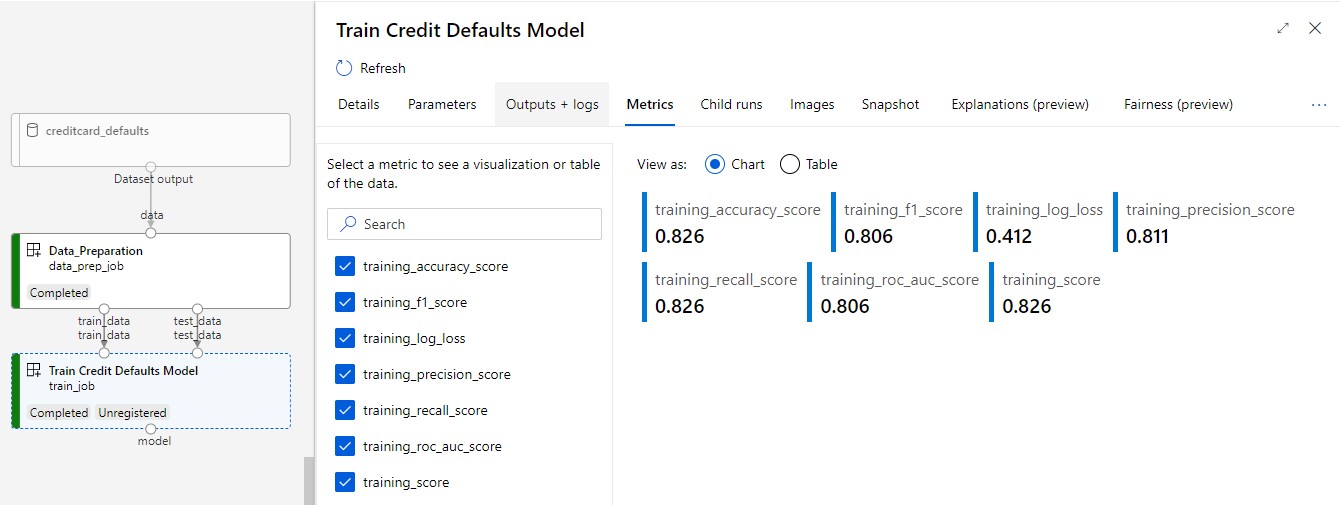 creditcard_defaults
Dataset output
data
Data_Preparation
data_prep_job
Completed
train_data test_data
train_data test_data
Train Credit Defaults Model
train_job
Completed Unregistered
model
Train Credit Defaults Model
Refresh
Details Parameters Outputs + logs Metrics Child runs Images Snapshot Explanations (preview) Fairness (preview) ...
Select a metric to see a visualization or table
of the data.
Search
training_accuracy_score
training_f1_score
training_log_loss
training_precision_score
training_recall_score
training_roc_auc_score
training_score
View as: Chart Table
training_accuracy_score training_f1_score training_log_loss training_precision_score
0.826 0.806 0.412 0.811
training_recall_score training_roc_auc_score training_score
0.826 0.806 0.826